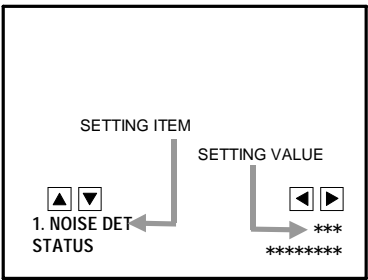 SETTING ITEM
SETTING VALUE
▲ ▼ ◀ ▶
1. NOISE DET ***
STATUS ********